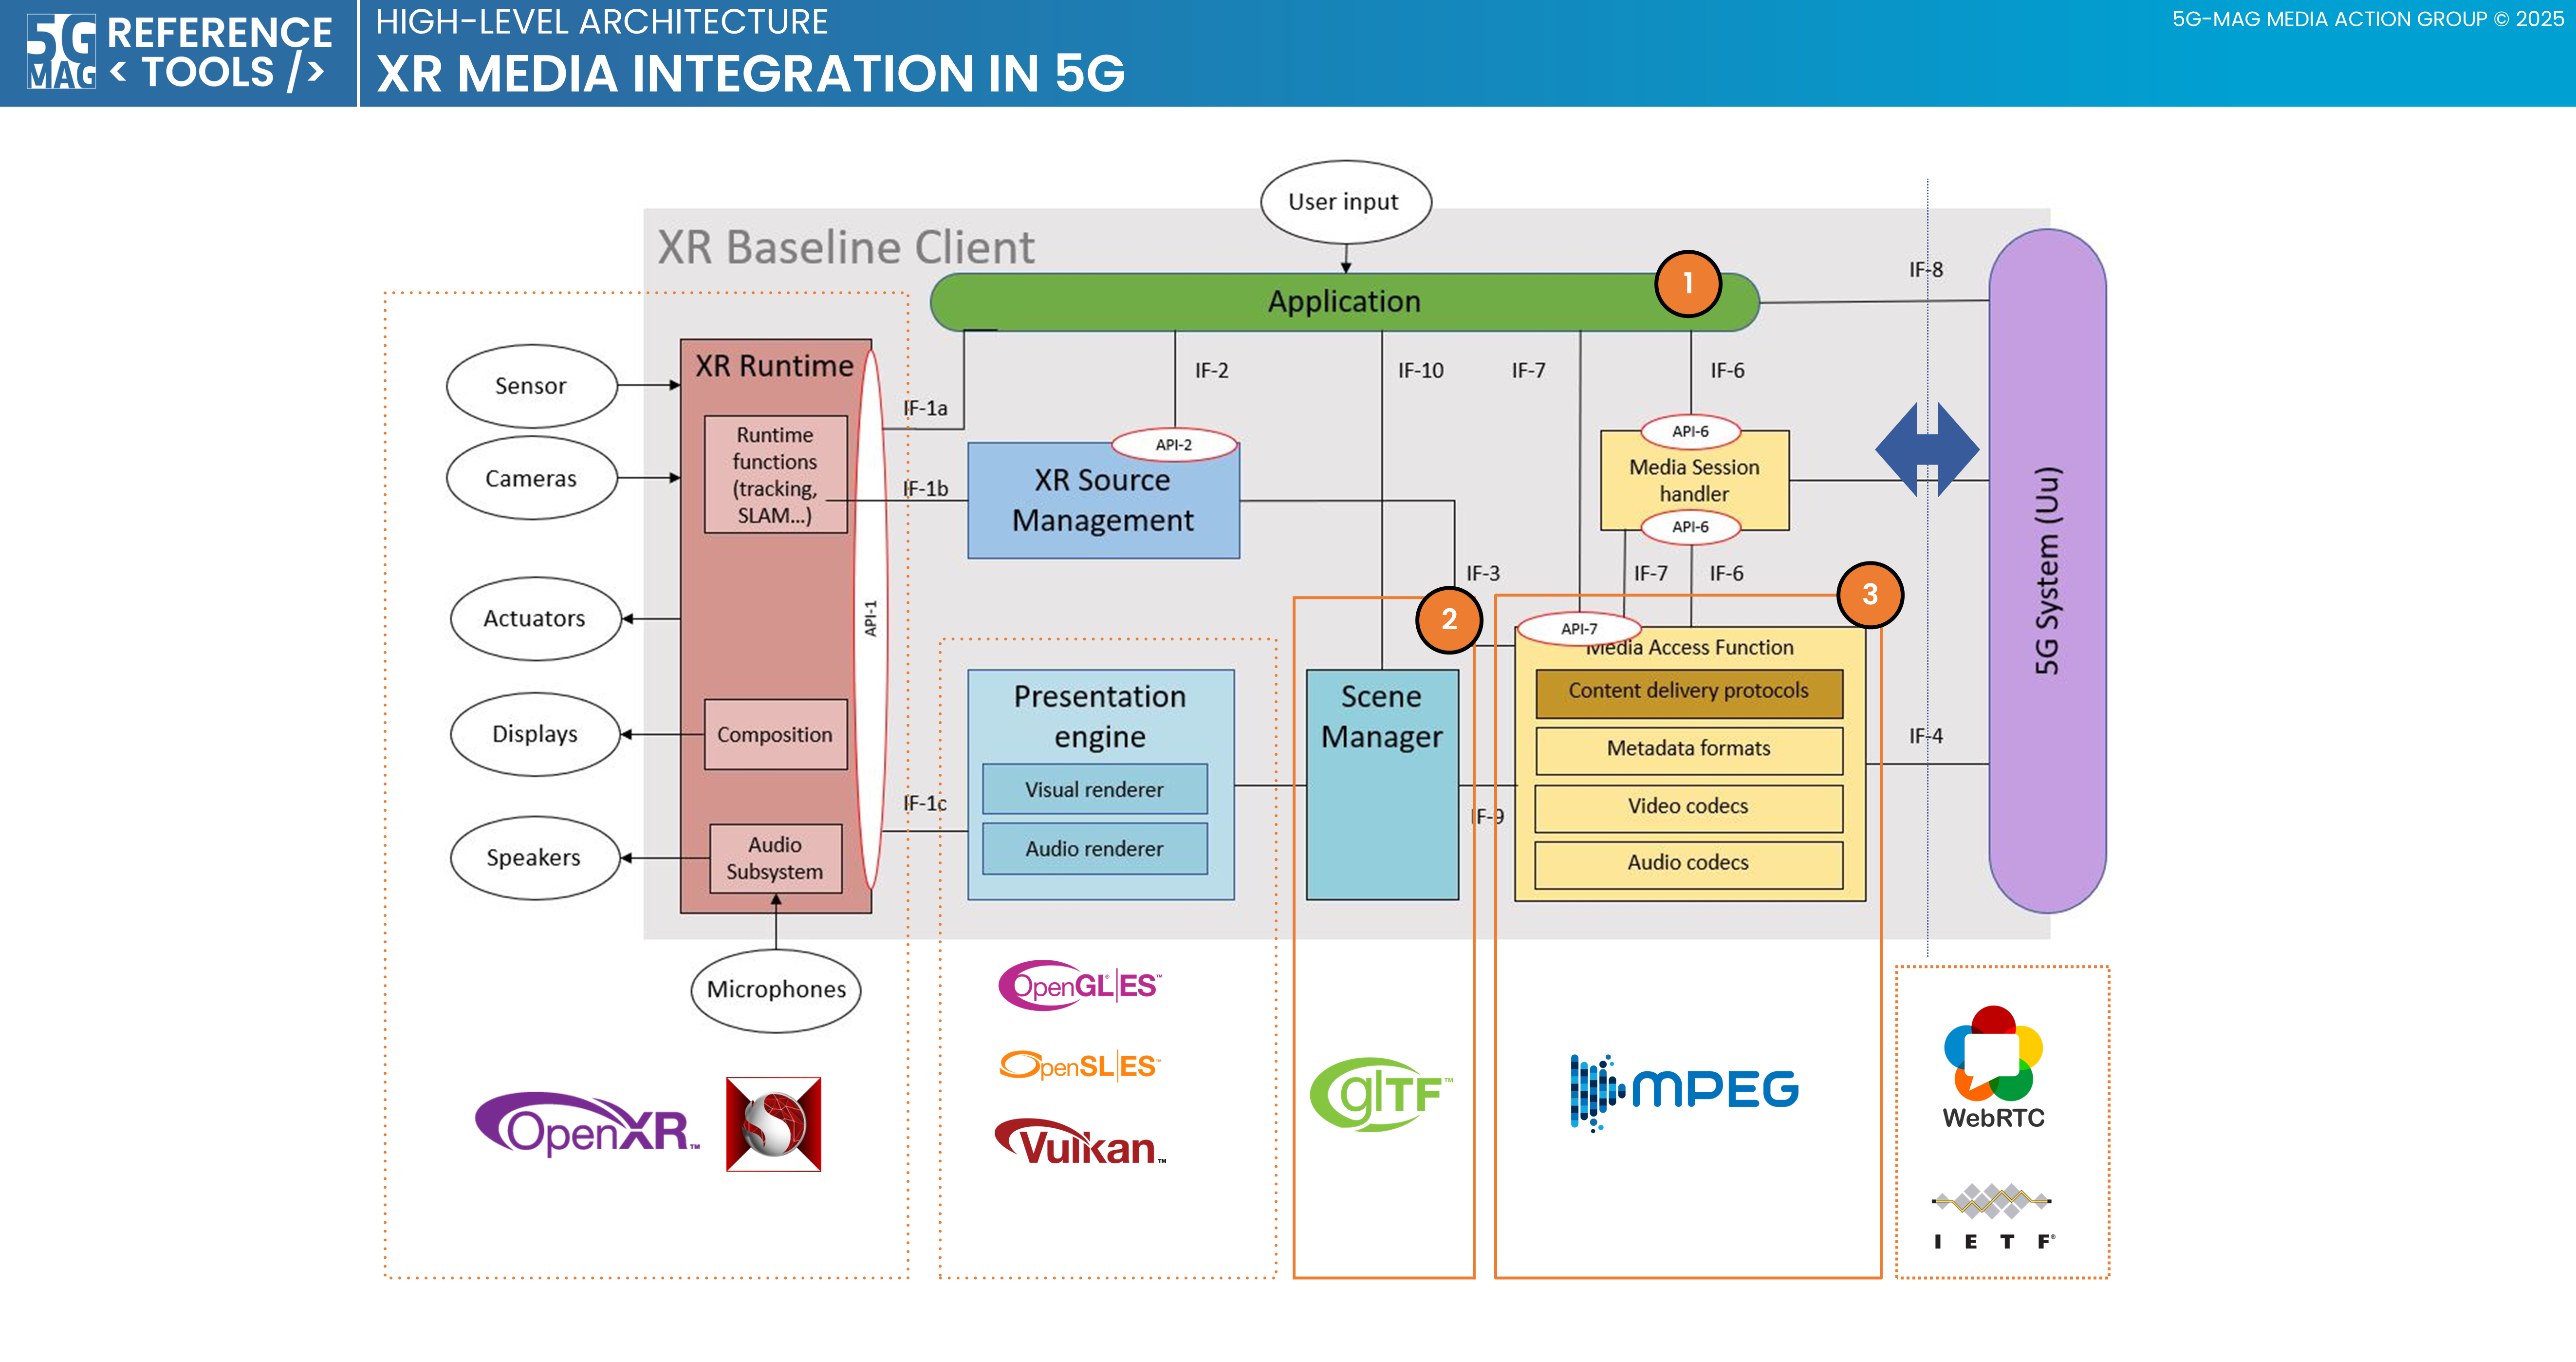 5G
MAG
REFERENCE
< TOOLS />
HIGH-LEVEL ARCHITECTURE
XR MEDIA INTEGRATION IN 5G
5G-MAG MEDIA ACTION GROUP © 2025
User input
XR Baseline Client
Application
1
IF-8
XR Runtime
Sensor
Cameras
Actuators
Displays
Speakers
Microphones
Runtime
functions
(tracking,
SLAM...)
Composition
Audio
Subsystem
API-1
IF-1a
IF-1b
IF-1c
IF-2
IF-10
IF-7
IF-6
API-2
XR Source
Management
API-6
Media Session
handler
API-6
IF-3
IF-7
IF-6
2
3
API-7
Media Access Function
Content delivery protocols
Metadata formats
Video codecs
Audio codecs
Presentation
engine
Visual renderer
Audio renderer
Scene
Manager
IF-9
IF-4
5G System (Uu)
OpenXR™
OpenGL|ES™
OpenSL|ES™
Vulkan™
glTF™
MPEG
WebRTC
I E T F®